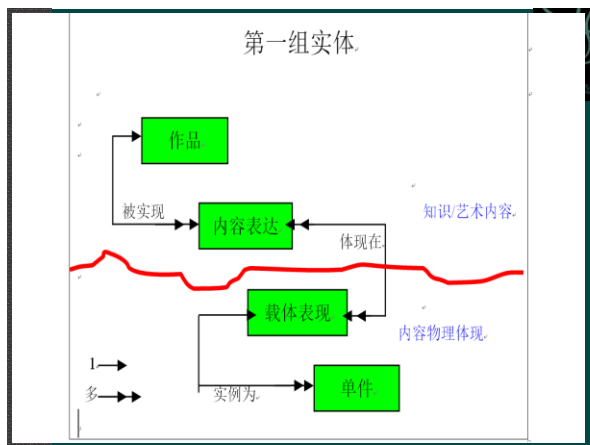 第一组实体
作品
被实现
内容表达
知识/艺术内容
体现在
载体表现
内容物理体现
1
多
实例为
单件